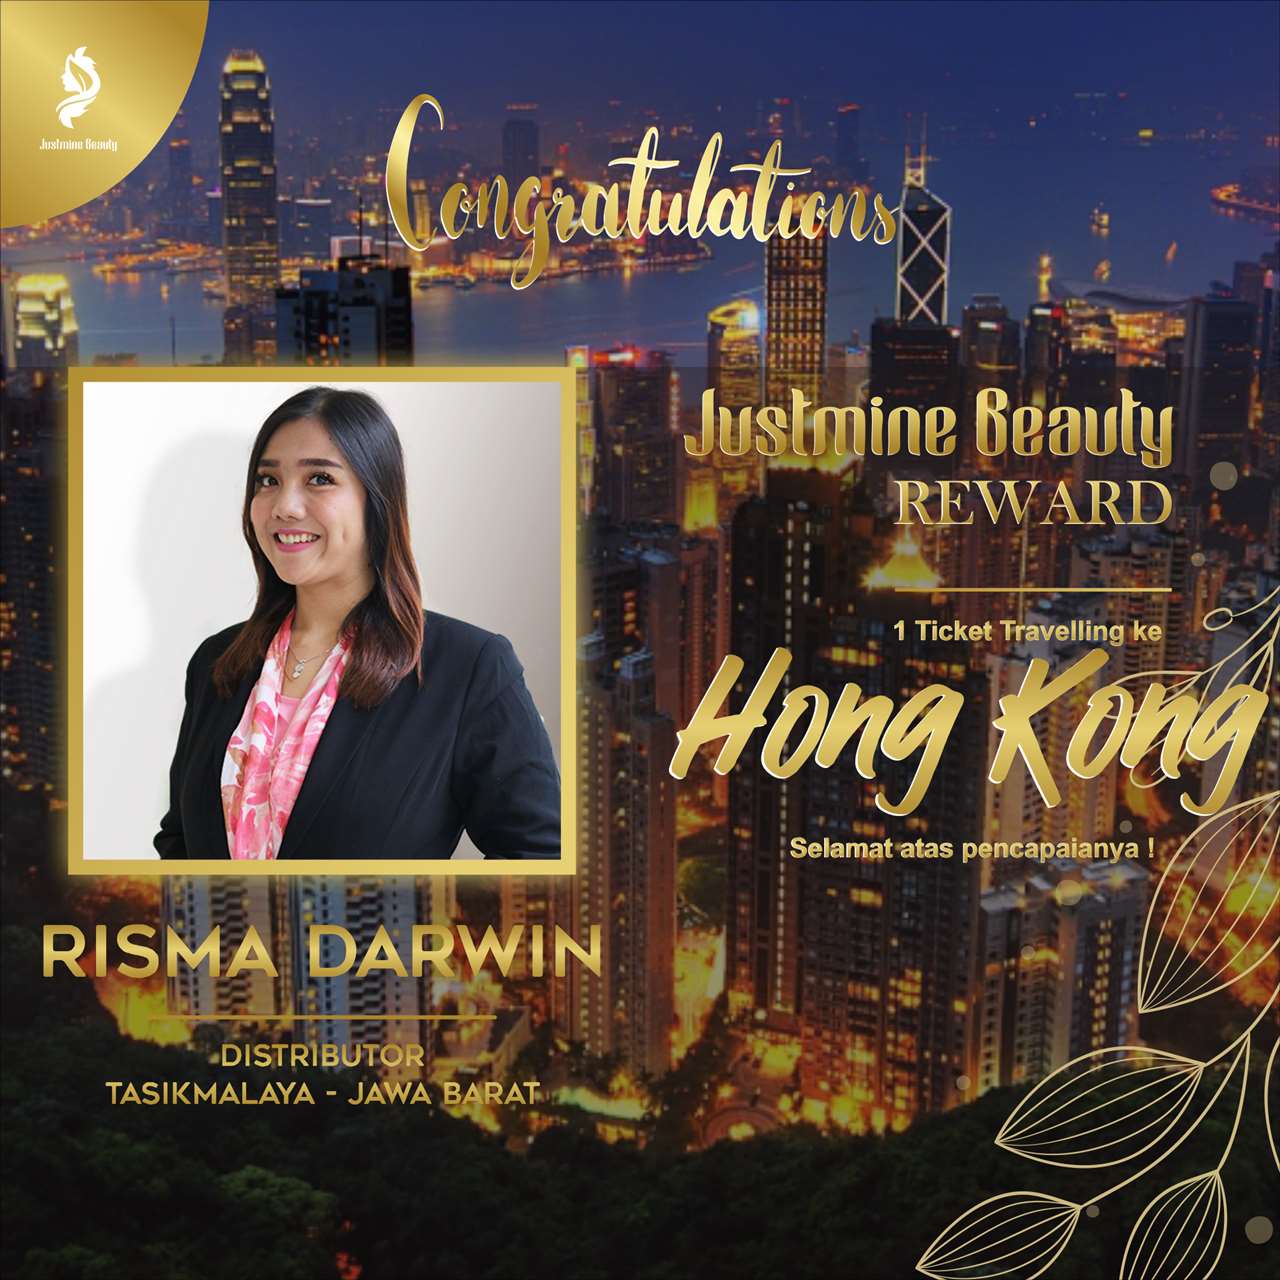 Justmine Beauty
Congratulations
Justmine Beauty
REWARD
1 Ticket Travelling ke
Hong Kong
Selamat atas pencapaianya !
RISMA DARWIN
DISTRIBUTOR
TASIKMALAYA - JAWA BARAT